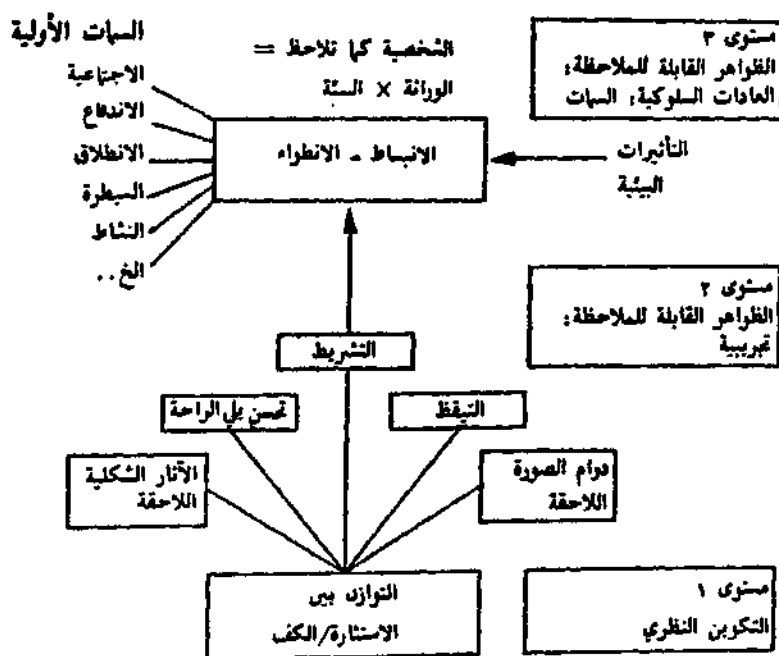 السمات الأولية
الاجتماعية
الاندفاع
الانطلاق
السيطرة
النشاط
الخ..
الشخصية كما تلاحظ =
الوراثة × البيئة
الانبساط - الانطواء
التأثيرات
البيئية
مستوى ٣
الظواهر القابلة للملاحظة:
العادات السلوكية: السمات
مستوى ٢
الظواهر القابلة للملاحظة:
تجريبية
التشريط
تحسن يلي الراحة
التيقظ
الآثار الشكلية
اللاحقة
دوام الصورة
اللاحقة
التوازن بين
الاستثارة/الكف
مستوى ١
التكوين النظري